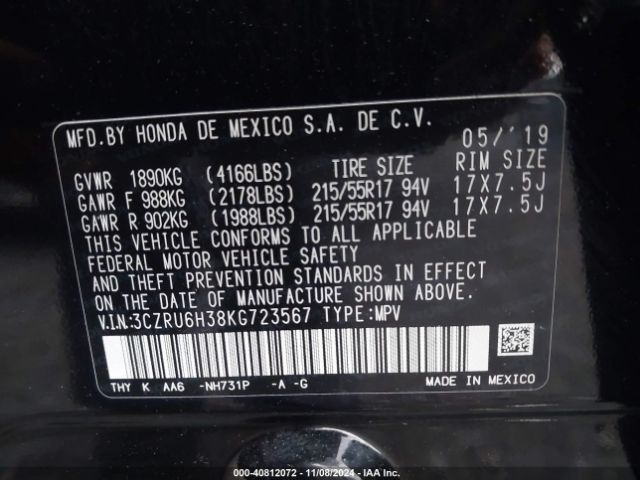 MFD.BY HONDA DE MEXICO S.A. DE C.V. 05/'19
GVWR 1890KG (4166LBS) TIRE SIZE RIM SIZE
GAWR F 988KG (2178LBS) 215/55R17 94V 17X7.5J
GAWR R 902KG (1988LBS) 215/55R17 94V 17X7.5J
THIS VEHICLE CONFORMS TO ALL APPLICABLE
FEDERAL MOTOR VEHICLE SAFETY
AND THEFT PREVENTION STANDARDS IN EFFECT
ON THE DATE OF MANUFACTURE SHOWN ABOVE.
V.I.N:3CZRU6H38KG723567 TYPE:MPV
THY K AA6 -NH731P -A -G MADE IN MEXICO
000-40812072 - 11/08/2024 - IAA Inc.